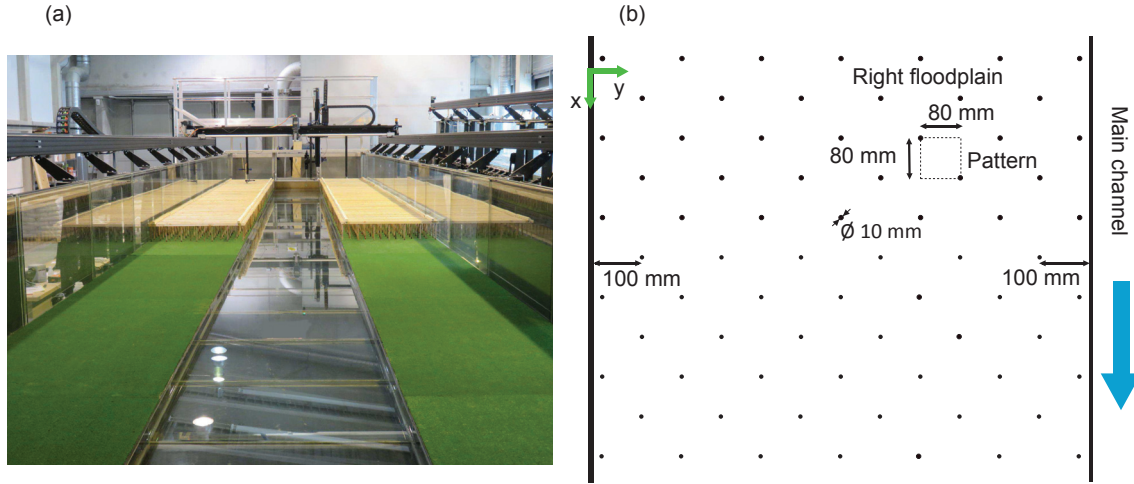 (a)
(b)
x
y
Right floodplain
80 mm
80 mm
Pattern
Ø 10 mm
100 mm
100 mm
Main channel